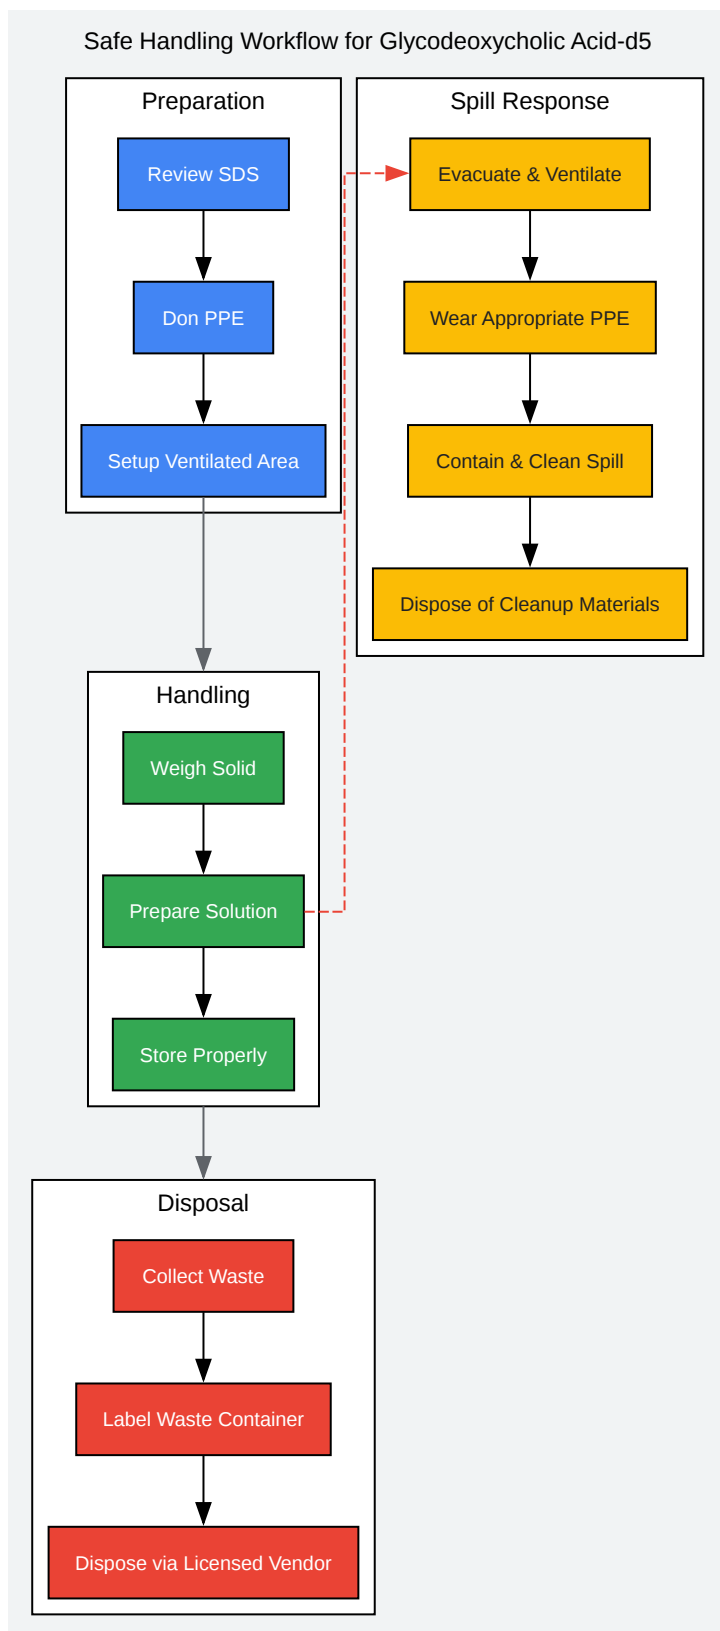 Safe Handling Workflow for Glycodeoxycholic Acid-d5
Preparation
Review SDS
Don PPE
Setup Ventilated Area
Spill Response
Evacuate & Ventilate
Wear Appropriate PPE
Contain & Clean Spill
Dispose of Cleanup Materials
Handling
Weigh Solid
Prepare Solution
Store Properly
Disposal
Collect Waste
Label Waste Container
Dispose via Licensed Vendor